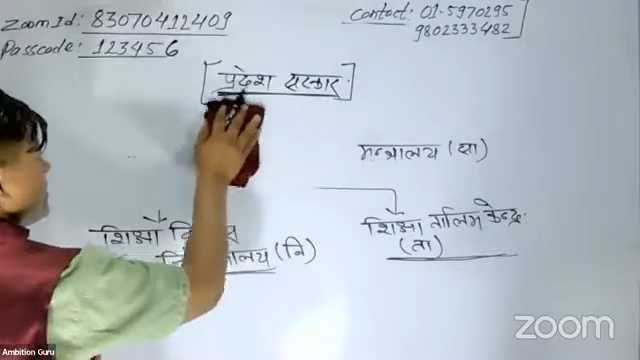 Zoom Id: 83070412409
Passcode: 123456
Contact: 01-5970295
9802333482
प्रदेश सरकार
मन्त्रालय (सा)
शिक्षा
शिक्षा तालिम केन्द्र
(ता)
(नि)
zoom
Ambition Guru